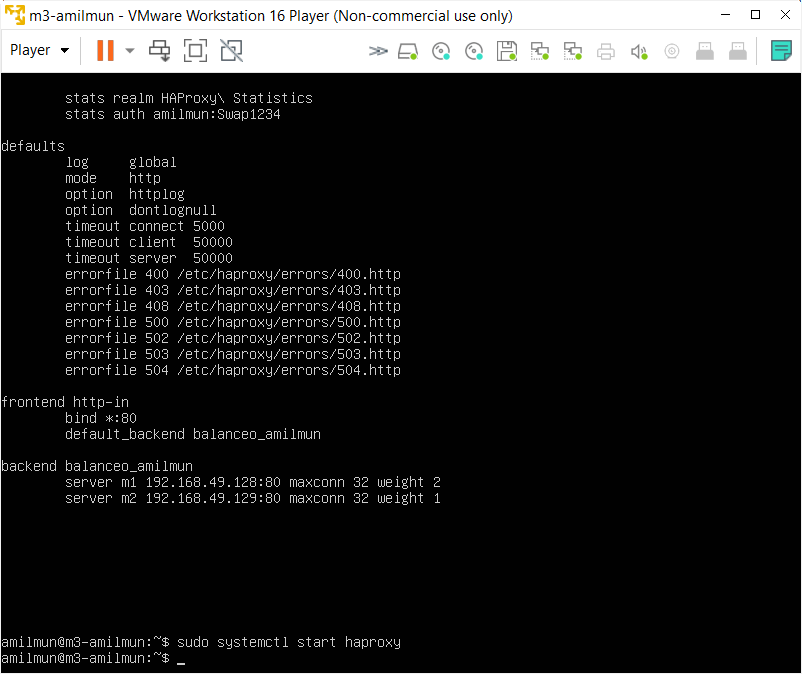 m3-amilmun - VMware Workstation 16 Player (Non-commercial use only)
Player
stats realm HAProxy\ Statistics
stats auth amilmun:Swap1234
defaults
log     global
mode    http
option  httplog
option  dontlognull
timeout connect 5000
timeout client  50000
timeout server  50000
errorfile 400 /etc/haproxy/errors/400.http
errorfile 403 /etc/haproxy/errors/403.http
errorfile 408 /etc/haproxy/errors/408.http
errorfile 500 /etc/haproxy/errors/500.http
errorfile 502 /etc/haproxy/errors/502.http
errorfile 503 /etc/haproxy/errors/503.http
errorfile 504 /etc/haproxy/errors/504.http
frontend http-in
bind *:80
default_backend balanceo_amilmun
backend balanceo_amilmun
server m1 192.168.49.128:80 maxconn 32 weight 2
server m2 192.168.49.129:80 maxconn 32 weight 1
amilmun@m3-amilmun:~$ sudo systemctl start haproxy
amilmun@m3-amilmun:~$ _